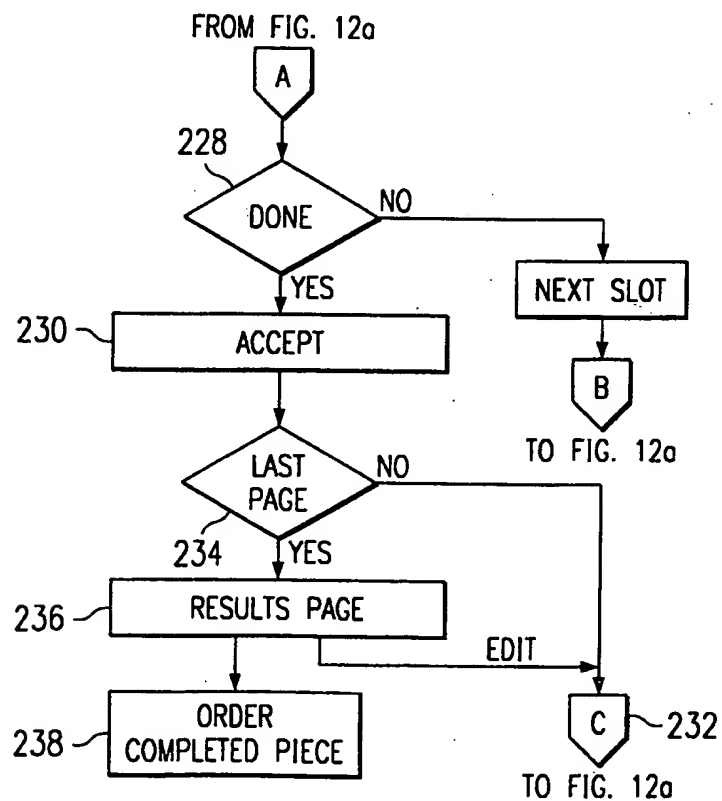 FROM FIG. 12a
A
228
DONE
NO
YES
NEXT SLOT
230
ACCEPT
B
TO FIG. 12a
LAST
PAGE
NO
234
YES
236
RESULTS PAGE
EDIT
238
ORDER
COMPLETED PIECE
C
232
TO FIG. 12a